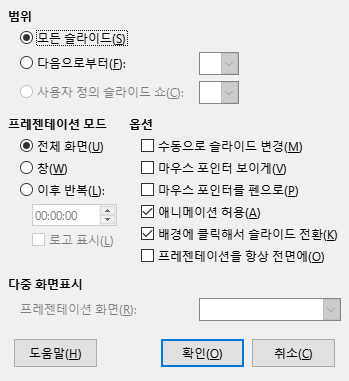 범위
모든 슬라이드(S)
다음으로부터(F):
사용자 정의 슬라이드 쇼(C):
프레젠테이션 모드 옵션
전체 화면(U) 수동으로 슬라이드 변경(M)
창(W) 마우스 포인터 보이게(V)
이후 반복(L): 마우스 포인터를 펜으로(P)
00:00:00 애니메이션 허용(A)
로고 표시(L) 배경에 클릭해서 슬라이드 전환(K)
프레젠테이션을 항상 전면에(O)
다중 화면표시
프레젠테이션 화면(R):
도움말(H) 확인(O) 취소(C)